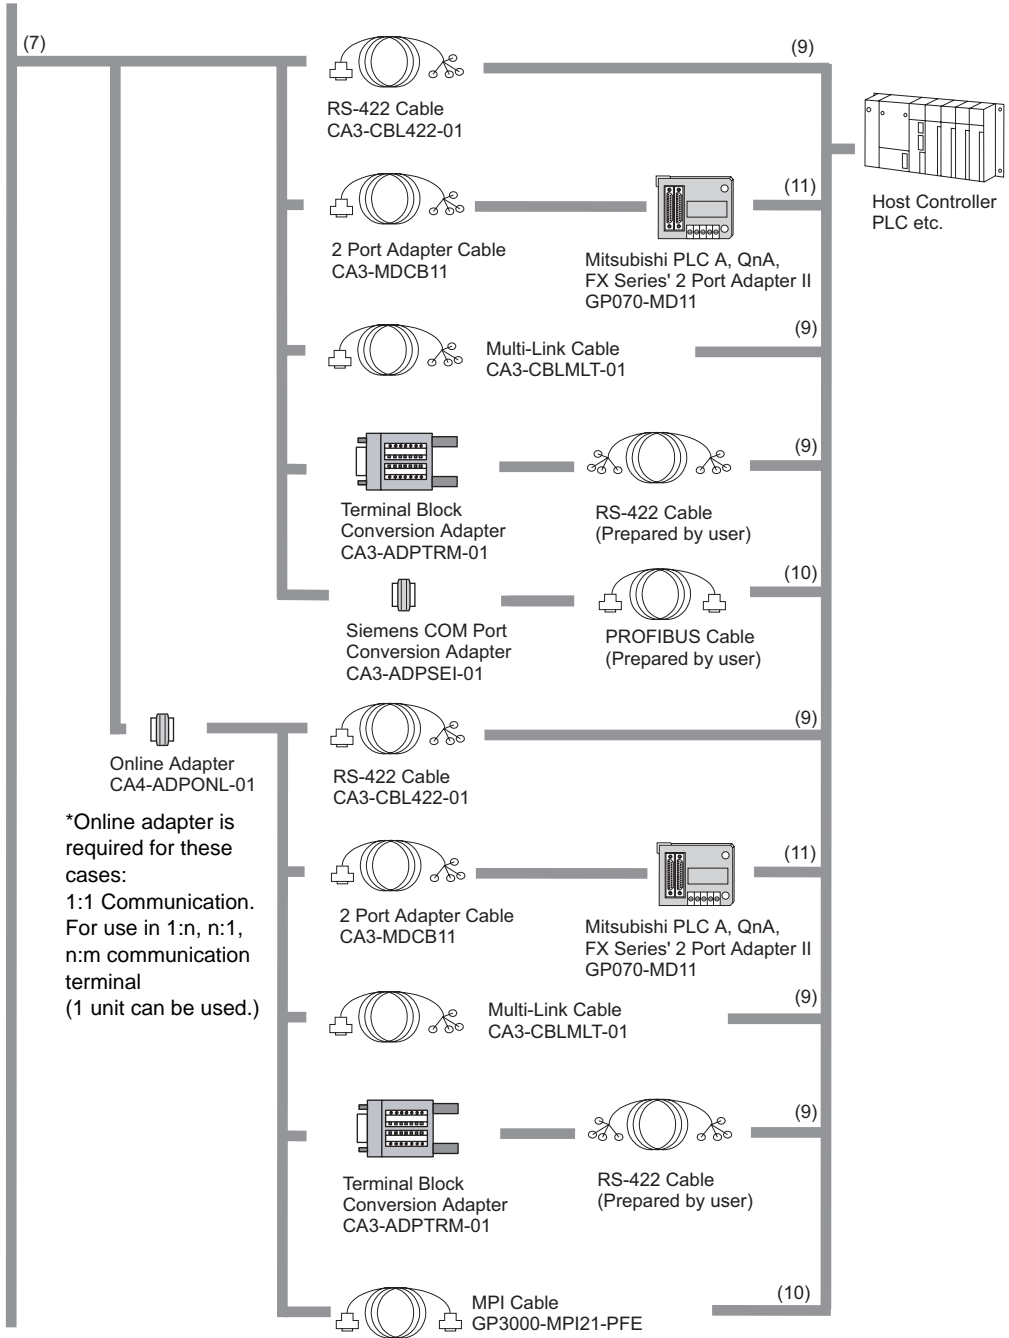 (7)
(9)
RS-422 Cable
CA3-CBL422-01
Host Controller
PLC etc.
(11)
2 Port Adapter Cable
CA3-MDCB11
Mitsubishi PLC A, QnA,
FX Series' 2 Port Adapter II
GP070-MD11
(9)
Multi-Link Cable
CA3-CBLMLT-01
(9)
Terminal Block
Conversion Adapter
CA3-ADPTRM-01
RS-422 Cable
(Prepared by user)
(10)
Siemens COM Port
Conversion Adapter
CA3-ADPSEI-01
PROFIBUS Cable
(Prepared by user)
(9)
Online Adapter
CA4-ADPONL-01
RS-422 Cable
CA3-CBL422-01
*Online adapter is
required for these
cases:
1:1 Communication.
For use in 1:n, n:1,
n:m communication
terminal
(1 unit can be used.)
(11)
2 Port Adapter Cable
CA3-MDCB11
Mitsubishi PLC A, QnA,
FX Series' 2 Port Adapter II
GP070-MD11
(9)
Multi-Link Cable
CA3-CBLMLT-01
(9)
Terminal Block
Conversion Adapter
CA3-ADPTRM-01
RS-422 Cable
(Prepared by user)
(10)
MPI Cable
GP3000-MPI21-PFE